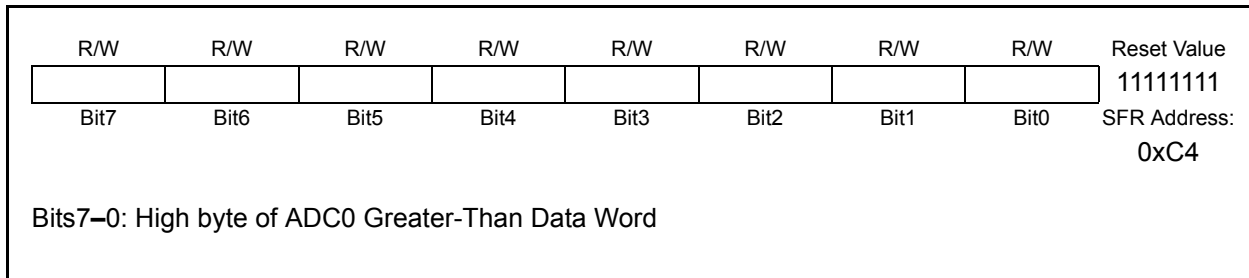 R/W R/W R/W R/W R/W R/W R/W R/W Reset Value
11111111
Bit7 Bit6 Bit5 Bit4 Bit3 Bit2 Bit1 Bit0 SFR Address:
0xC4
Bits7–0: High byte of ADC0 Greater-Than Data Word